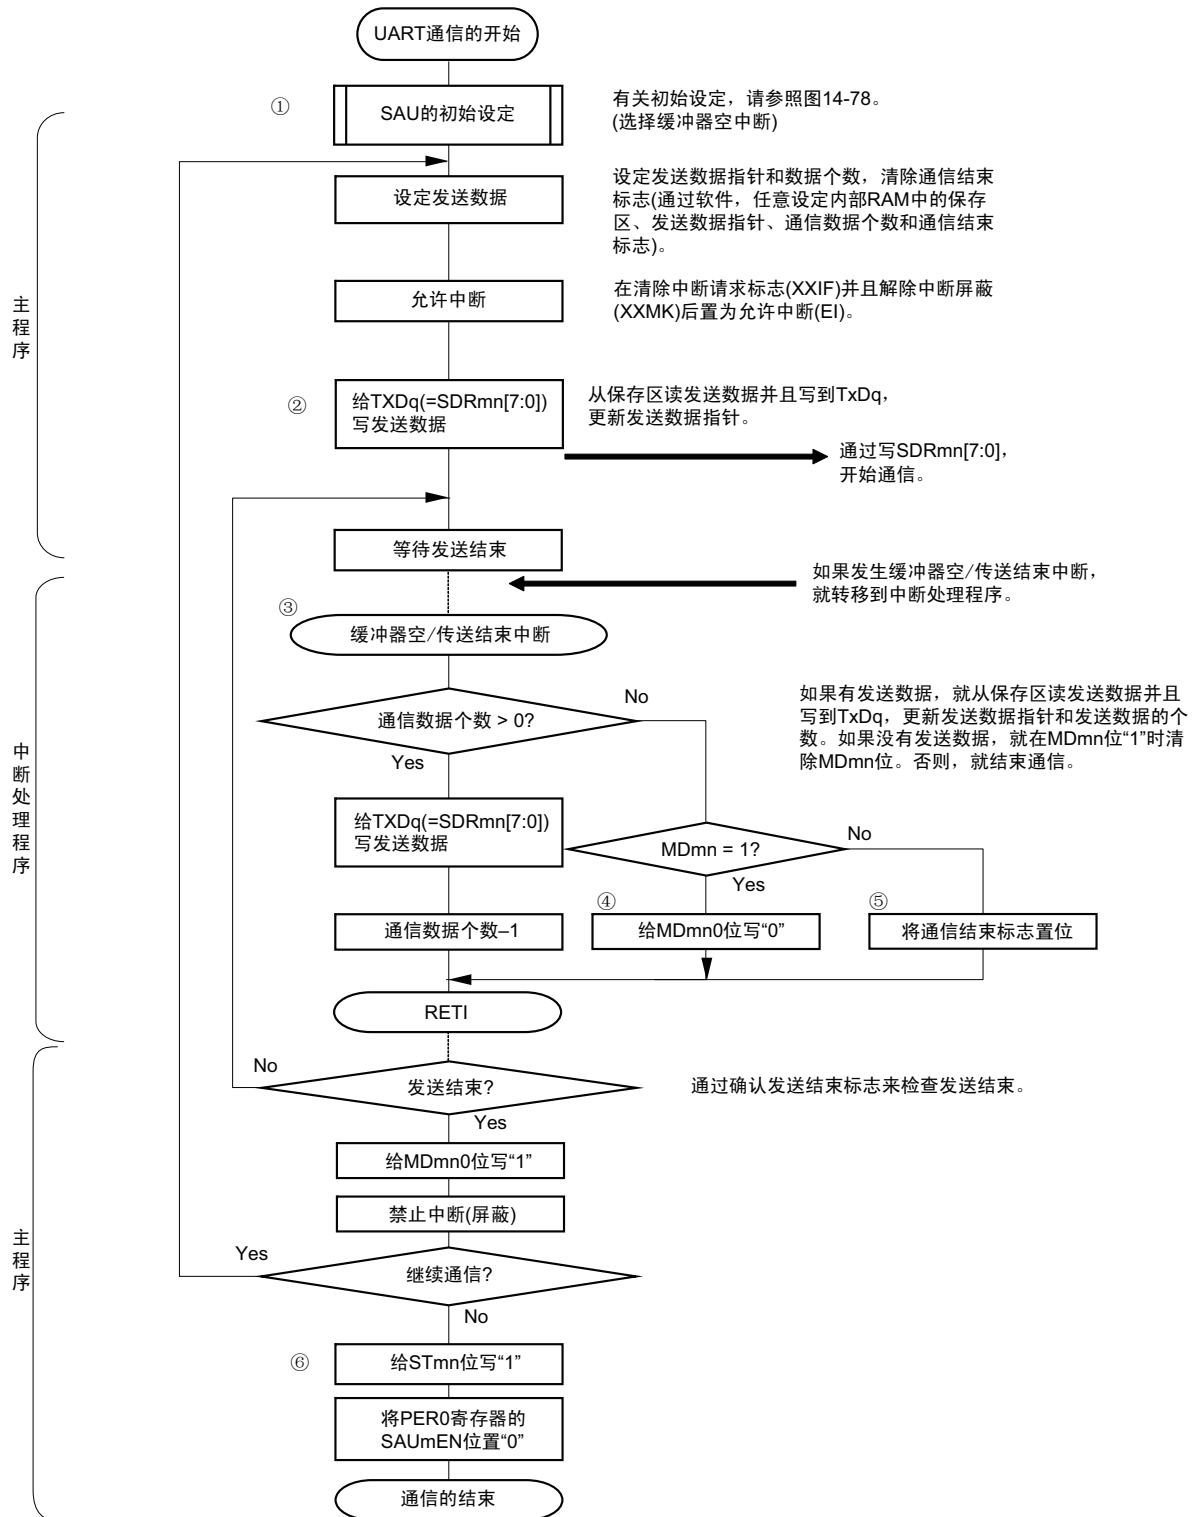 UART通信的开始
①
SAU的初始设定
有关初始设定，请参照图14-78。
(选择缓冲器空中断)
设定发送数据
设定发送数据指针和数据个数，清除通信结束
标志(通过软件，任意设定内部RAM中的保存
区、发送数据指针、通信数据个数和通信结束
标志)。
主程序
允许中断
在清除中断请求标志(XXIF)并且解除中断屏蔽
(XXMK)后置为允许中断(EI)。
②
给TXDq(=SDRmn[7:0])
写发送数据
从保存区读发送数据并且写到TxDq，
更新发送数据指针。
通过写SDRmn[7:0]，
开始通信。
等待发送结束
如果发生缓冲器空/传送结束中断，
就转移到中断处理程序。
③
缓冲器空/传送结束中断
通信数据个数 > 0?
No
Yes
如果有发送数据，就从保存区读发送数据并且
写到TxDq，更新发送数据指针和发送数据的个
数。如果没有发送数据，就在MDmn位“1”时清
除MDmn位。否则，就结束通信。
中断处理程序
给TXDq(=SDRmn[7:0])
写发送数据
MDmn = 1?
No
Yes
通信数据个数–1
④
给MDmn0位写“0”
⑤
将通信结束标志置位
RETI
No
发送结束?
Yes
通过确认发送结束标志来检查发送结束。
给MDmn0位写“1”
禁止中断(屏蔽)
主程序
Yes
继续通信?
No
⑥
给STmn位写“1”
将PER0寄存器的
SAUmEN位置“0”
通信的结束